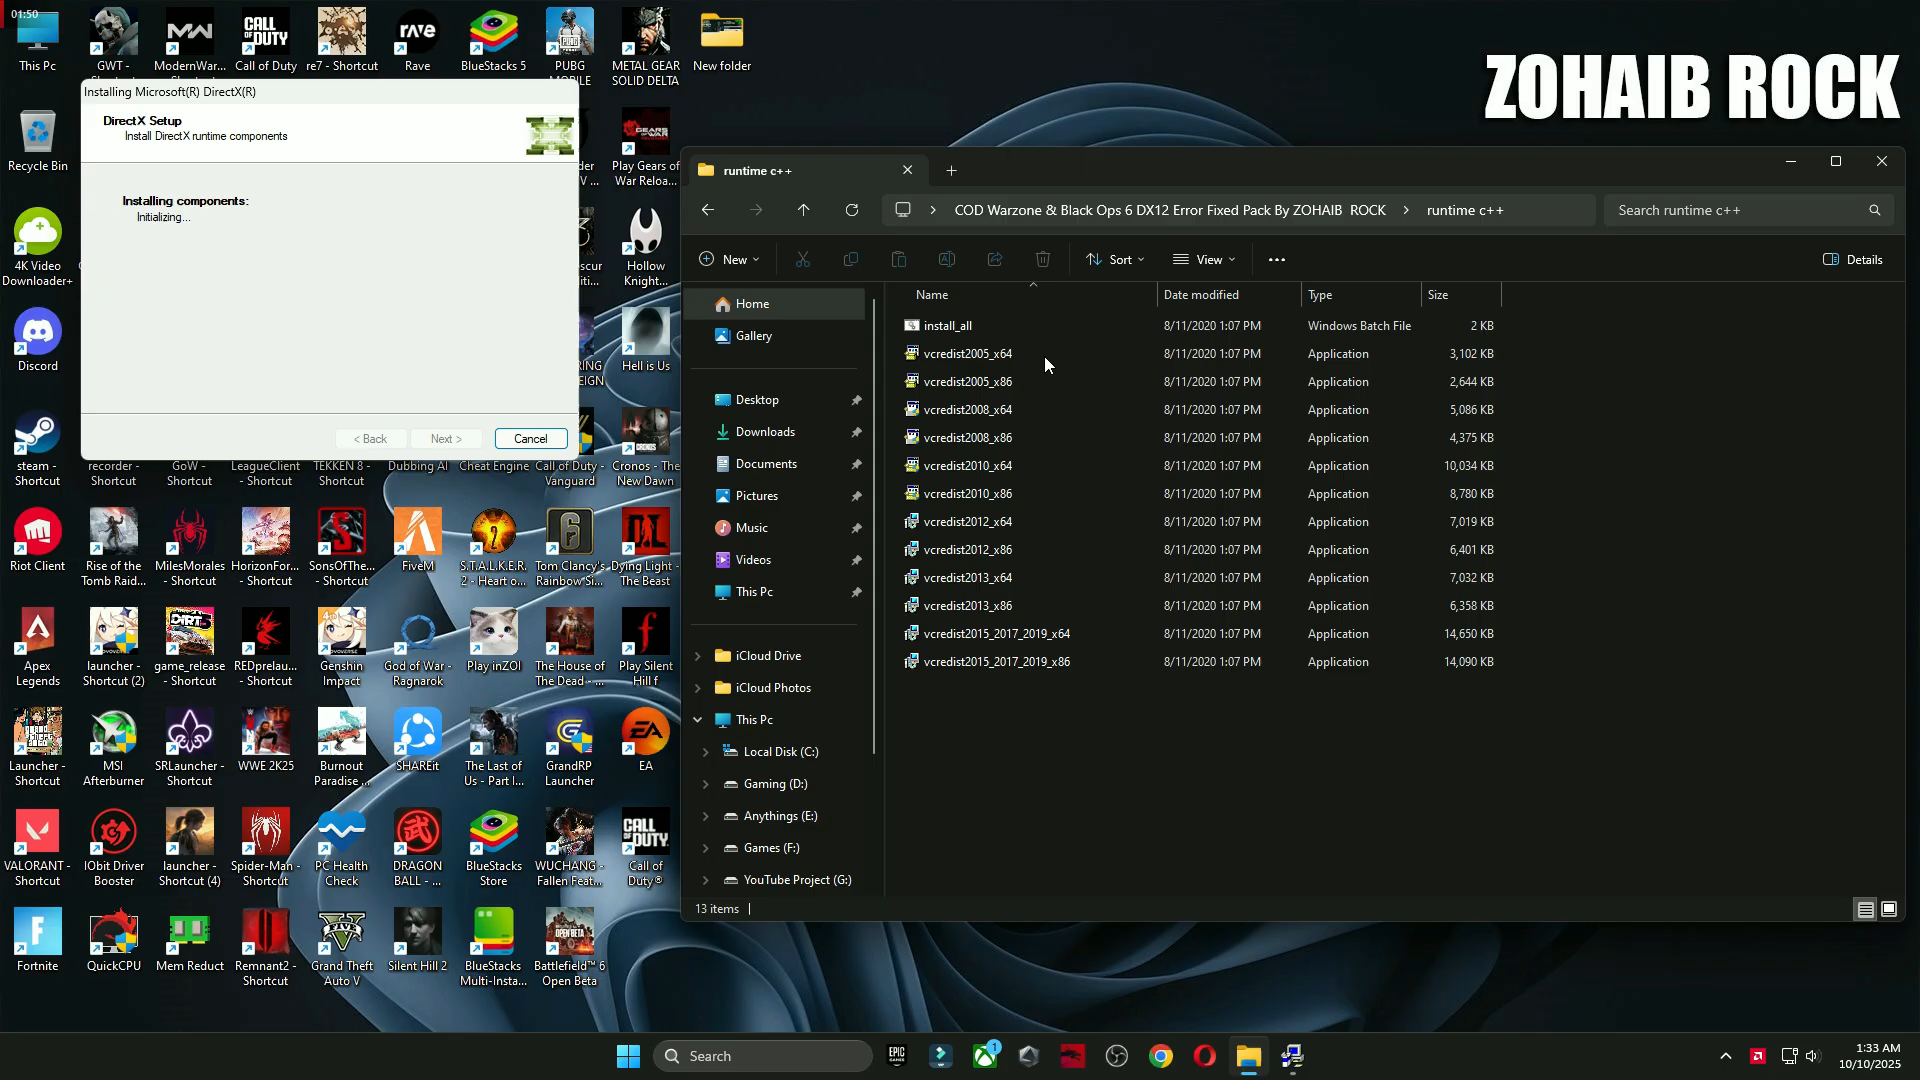 01:50
This Pc
GWT -
ModernWar...
Call of Duty
re7 - Shortcut
Rave
BlueStacks 5
PUBG
METAL GEAR
SOLID DELTA
New folder
ZOHAIB ROCK
Installing Microsoft(R) DirectX(R)
DirectX Setup
Install DirectX runtime components
Installing components:
Initializing...
< Back
Next >
Cancel
Recycle Bin
Play Gears of
War Reloa...
4K Video
Downloader+
Hollow
Knight...
Discord
Hell is Us
steam -
Shortcut
recorder -
Shortcut
GoW -
Shortcut
LeagueClient
- Shortcut
TEKKEN 8 -
Shortcut
Dubbing AI
Cheat Engine
Call of Duty -
Vanguard
Cronos - The
New Dawn
Riot Client
Rise of the
Tomb Raid...
MilesMorales
- Shortcut
HorizonFor...
- Shortcut
SonsOfThe...
- Shortcut
FiveM
S.T.A.L.K.E.R.
2 - Heart o...
Tom Clancy's
Rainbow Si...
Dying Light -
The Beast
Apex
Legends
launcher -
Shortcut (2)
game_release
- Shortcut
REDprelau...
- Shortcut
Genshin
Impact
God of War -
Ragnarok
Play inZOI
The House of
The Dead - ...
Play Silent
Hill f
Launcher -
Shortcut
MSI
Afterburner
SRLauncher -
Shortcut
WWE 2K25
Burnout
Paradise ...
SHAREit
The Last of
Us - Part I...
GrandRP
Launcher
EA
VALORANT -
Shortcut
IObit Driver
Booster
launcher -
Shortcut (4)
Spider-Man -
Shortcut
PC Health
Check
DRAGON
BALL - ...
BlueStacks
Store
WUCHANG -
Fallen Feat...
Call of
Duty®
Fortnite
QuickCPU
Mem Reduct
Remnant2 -
Shortcut
Grand Theft
Auto V
Silent Hill 2
BlueStacks
Multi-Insta...
Battlefield™ 6
Open Beta
runtime c++
COD Warzone & Black Ops 6 DX12 Error Fixed Pack By ZOHAIB ROCK > runtime c++
Search runtime c++
New
Sort
View
Details
Home
Gallery
Desktop
Downloads
Documents
Pictures
Music
Videos
This Pc
iCloud Drive
iCloud Photos
This Pc
Local Disk (C:)
Gaming (D:)
Anythings (E:)
Games (F:)
YouTube Project (G:)
Name Date modified Type Size
install_all 8/11/2020 1:07 PM Windows Batch File 2 KB
vcredist2005_x64 8/11/2020 1:07 PM Application 3,102 KB
vcredist2005_x86 8/11/2020 1:07 PM Application 2,644 KB
vcredist2008_x64 8/11/2020 1:07 PM Application 5,086 KB
vcredist2008_x86 8/11/2020 1:07 PM Application 4,375 KB
vcredist2010_x64 8/11/2020 1:07 PM Application 10,034 KB
vcredist2010_x86 8/11/2020 1:07 PM Application 8,780 KB
vcredist2012_x64 8/11/2020 1:07 PM Application 7,019 KB
vcredist2012_x86 8/11/2020 1:07 PM Application 6,401 KB
vcredist2013_x64 8/11/2020 1:07 PM Application 7,032 KB
vcredist2013_x86 8/11/2020 1:07 PM Application 6,358 KB
vcredist2015_2017_2019_x64 8/11/2020 1:07 PM Application 14,650 KB
vcredist2015_2017_2019_x86 8/11/2020 1:07 PM Application 14,090 KB
13 items
Search
1:33 AM
10/10/2025